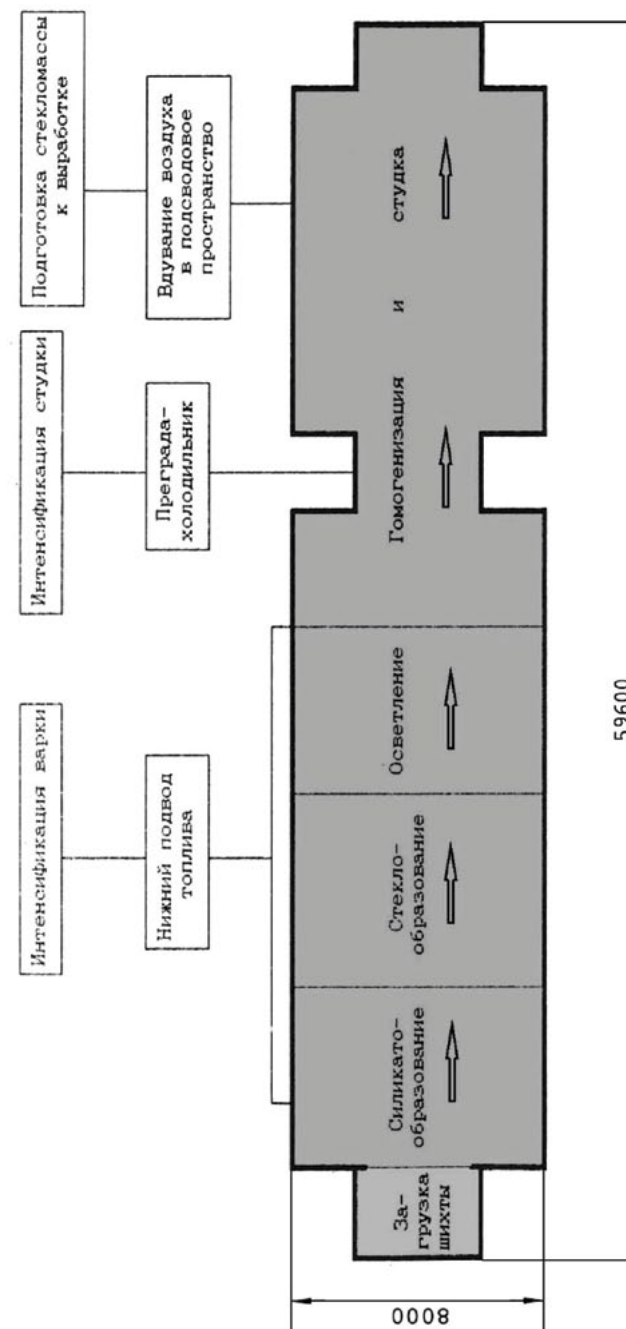 Интенсификация варки
Нижний подвод
топлива
Интенсификация студки
Преграда-
холодильник
Подготовка стекломассы
к выработке
Вдувание воздуха
в подсводовое
пространство
За-
грузка
шихты
Силикато-
образование
Стекло-
образование
Осветление
Гомогенизация и студка
8000
59600